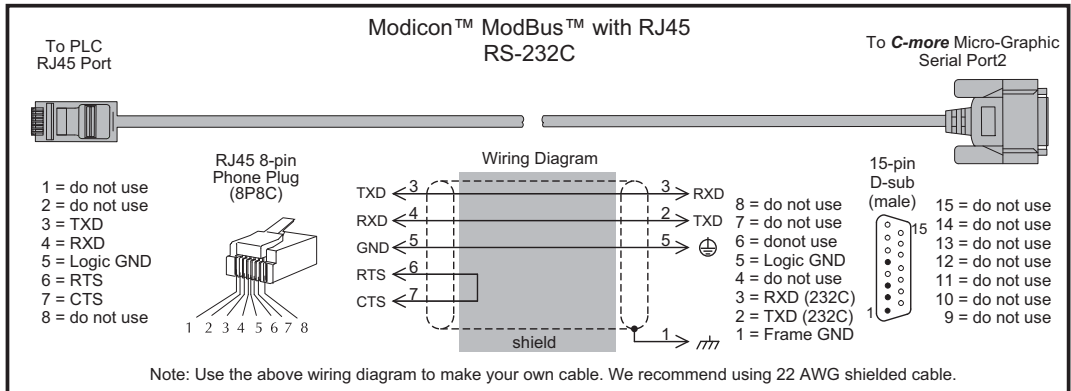 Modicon™ ModBus™ with RJ45
RS-232C
To PLC
RJ45 Port
To C-more Micro-Graphic
Serial Port2
RJ45 8-pin
Phone Plug
(8P8C)
1 = do not use
2 = do not use
3 = TXD
4 = RXD
5 = Logic GND
6 = RTS
7 = CTS
8 = do not use
1 2 3 4 5 6 7 8
Wiring Diagram
TXD 3 3 RXD
RXD 4 2 TXD
GND 5 5
RTS 6
CTS 7
1
shield
8 = do not use
7 = do not use
6 = donot use
5 = Logic GND
4 = do not use
3 = RXD (232C)
2 = TXD (232C)
1 = Frame GND
15-pin
D-sub
(male)
15
1
15 = do not use
14 = do not use
13 = do not use
12 = do not use
11 = do not use
10 = do not use
9 = do not use
Note: Use the above wiring diagram to make your own cable. We recommend using 22 AWG shielded cable.